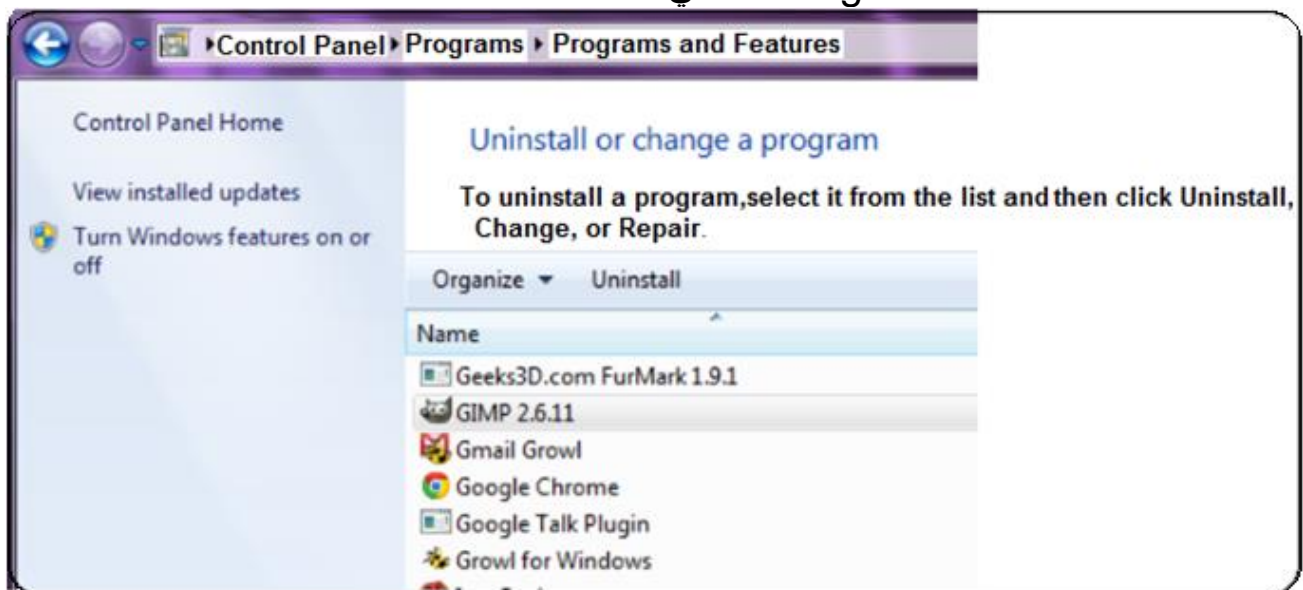 Control Panel Programs Programs and Features
Control Panel Home
View installed updates
Turn Windows features on or
off
Uninstall or change a program
To uninstall a program,select it from the list and then click Uninstall,
Change, or Repair.
Organize Uninstall
Name
Geeks3D.com FurMark 1.9.1
GIMP 2.6.11
Gmail Growl
Google Chrome
Google Talk Plugin
Growl for Windows